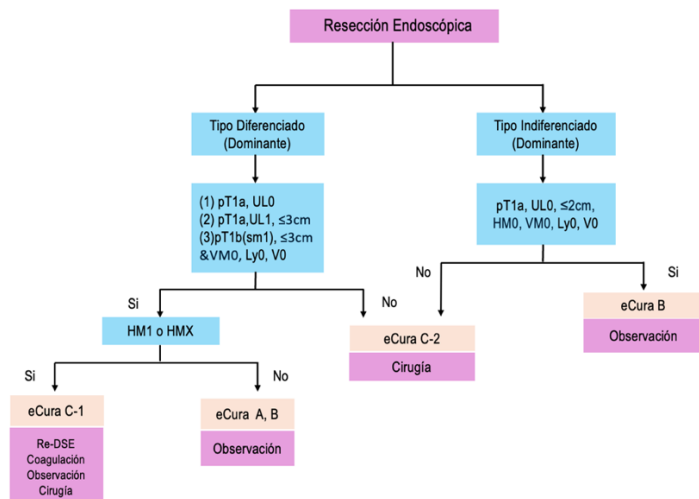 Resección Endoscópica
Tipo Diferenciado
(Dominante)
Tipo Indiferenciado
(Dominante)
(1) pT1a, UL0
(2) pT1a,UL1, ≤3cm
(3)pT1b(sm1), ≤3cm
&VM0, Ly0, V0
pT1a, UL0, ≤2cm,
HM0, VM0, Ly0, V0
Si
No
No
Si
HM1 o HMX
eCura C-2
Cirugía
eCura B
Observación
Si
No
eCura C-1
Re-DSE
Coagulación
Observación
Cirugía
eCura A, B
Observación